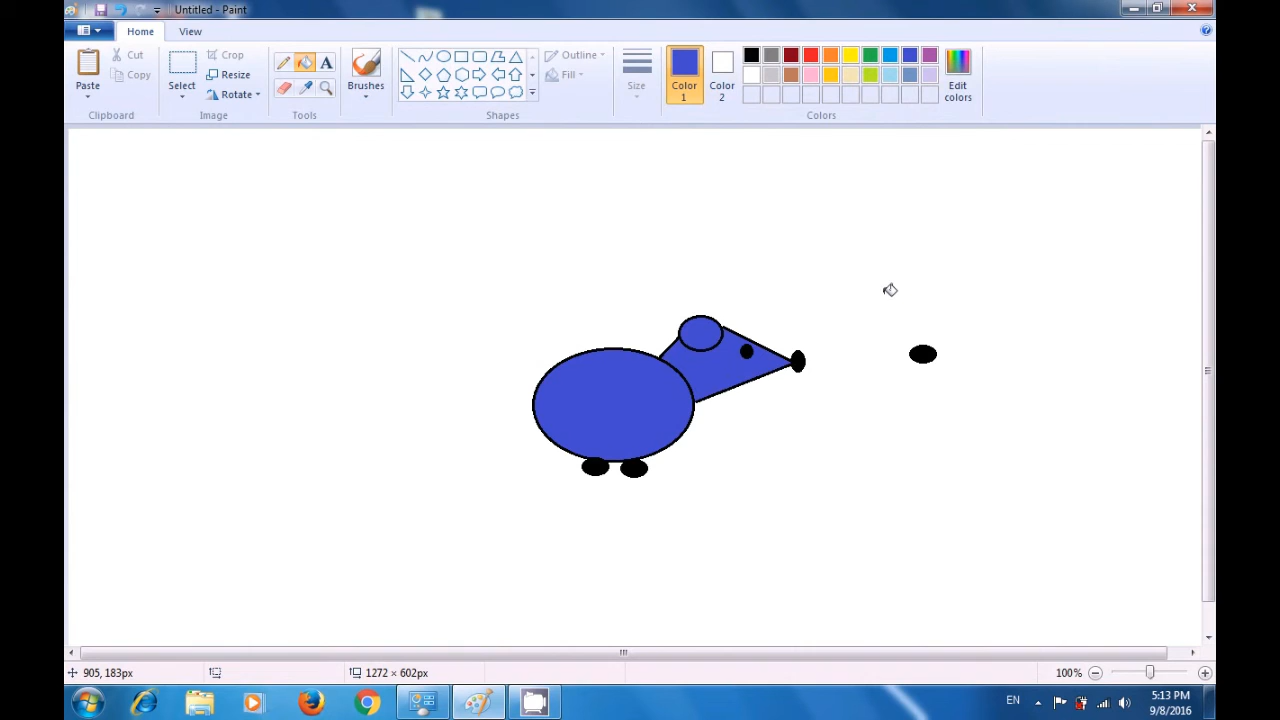 Untitled - Paint
Home View
Paste Cut Copy
Clipboard
Select Crop Resize Rotate
Image
Tools
Brushes
Shapes
Outline Fill
Size
Color 1
Color 2
Edit colors
Colors
905, 183px
1272 × 602px
100%
EN
5:13 PM
9/8/2016